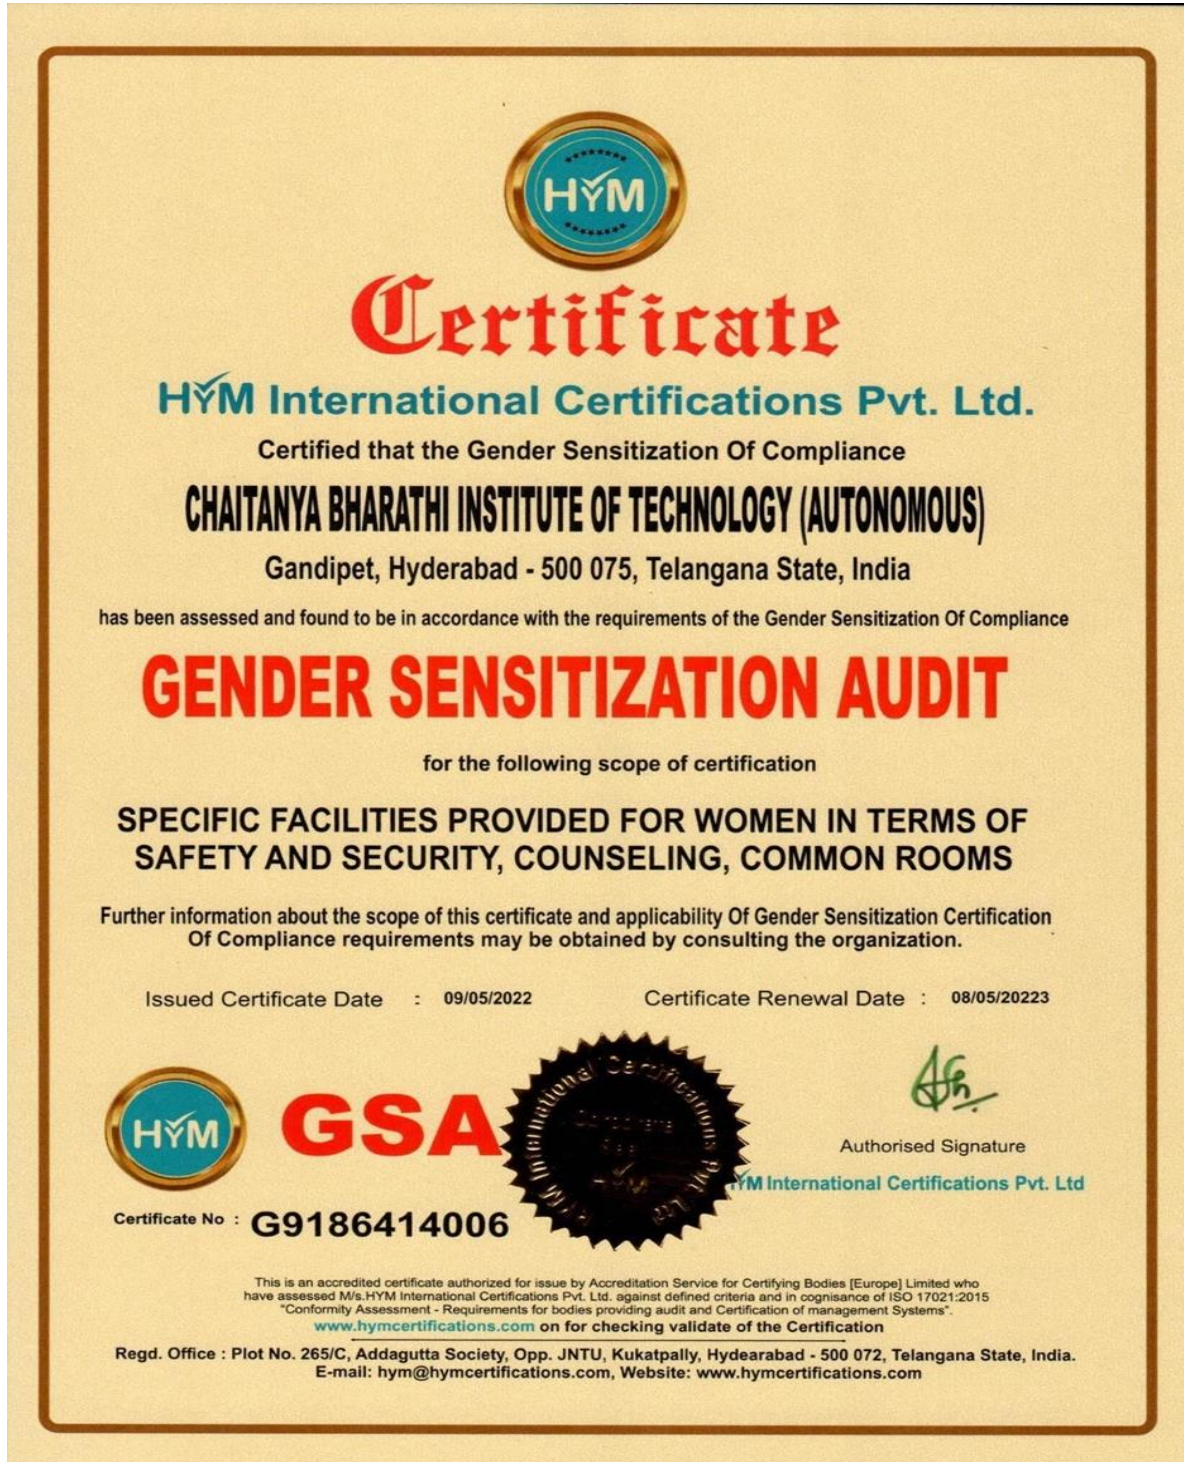 HYM
Certificate
HYM International Certifications Pvt. Ltd.
Certified that the Gender Sensitization Of Compliance
CHAITANYA BHARATHI INSTITUTE OF TECHNOLOGY (AUTONOMOUS)
Gandipet, Hyderabad - 500 075, Telangana State, India
has been assessed and found to be in accordance with the requirements of the Gender Sensitization Of Compliance
GENDER SENSITIZATION AUDIT
for the following scope of certification
SPECIFIC FACILITIES PROVIDED FOR WOMEN IN TERMS OF
SAFETY AND SECURITY, COUNSELING, COMMON ROOMS
Further information about the scope of this certificate and applicability Of Gender Sensitization Certification
Of Compliance requirements may be obtained by consulting the organization.
Issued Certificate Date : 09/05/2022 Certificate Renewal Date : 08/05/20223
HYM
GSA
HYM International Certifications Pvt. Ltd
HYM
Authorised Signature
HYM International Certifications Pvt. Ltd
Certificate No : G9186414006
This is an accredited certificate authorized for issue by Accreditation Service for Certifying Bodies [Europe] Limited who
have assessed M/s.HYM International Certifications Pvt. Ltd. against defined criteria and in cognisance of ISO 17021:2015
"Conformity Assessment - Requirements for bodies providing audit and Certification of management Systems".
www.hymcertifications.com on for checking validate of the Certification
Regd. Office : Plot No. 265/C, Addagutta Society, Opp. JNTU, Kukatpally, Hydearabad - 500 072, Telangana State, India.
E-mail: hym@hymcertifications.com, Website: www.hymcertifications.com